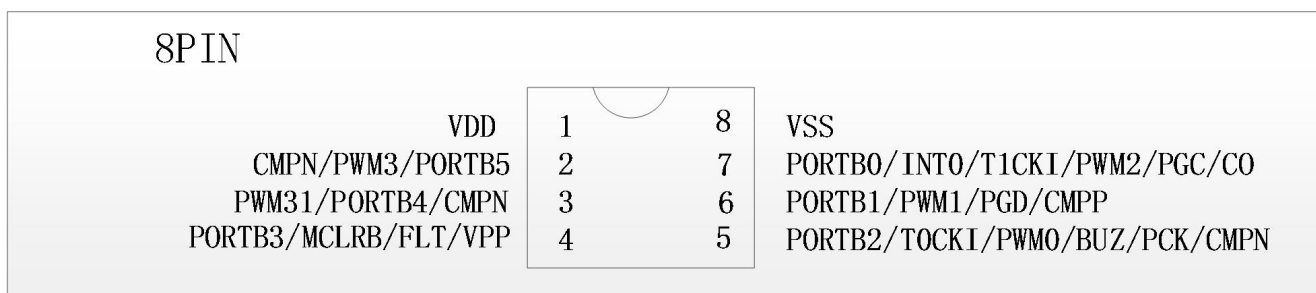 8PIN
VDD 1 8 VSS
CMPN/PWM3/PORTB5 2 7 PORTB0/INT0/T1CKI/PWM2/PGC/CO
PWM31/PORTB4/CMPN 3 6 PORTB1/PWM1/PGD/CMPP
PORTB3/MCLRB/FLT/VPP 4 5 PORTB2/T0CKI/PWM0/BUZ/PCK/CMPN